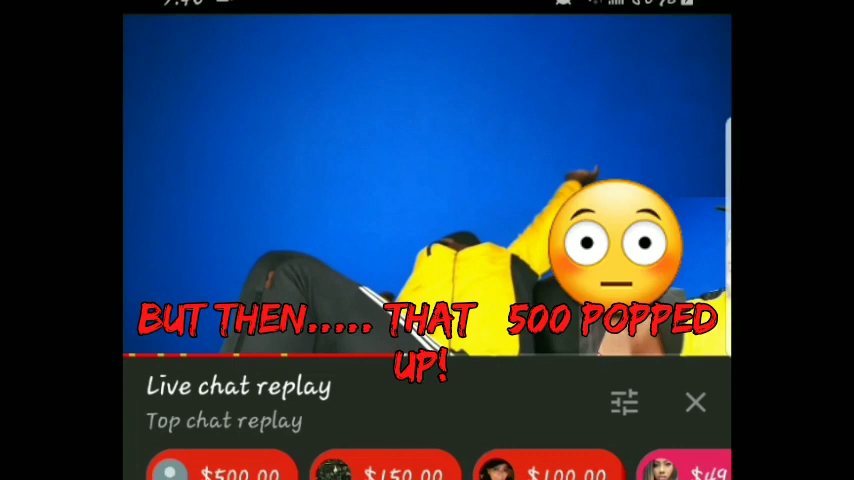 BUT THEN..... THAT 500 POPPED
UP!
Live chat replay
Top chat replay
$500.00 $150.00 $100.00